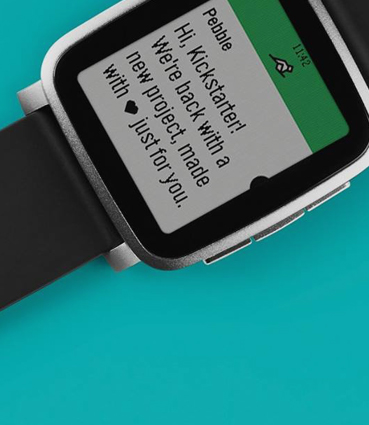 11:42
Pebble
Hi, Kickstarter!
We're back with a
new project, made
with ♥ just for you.